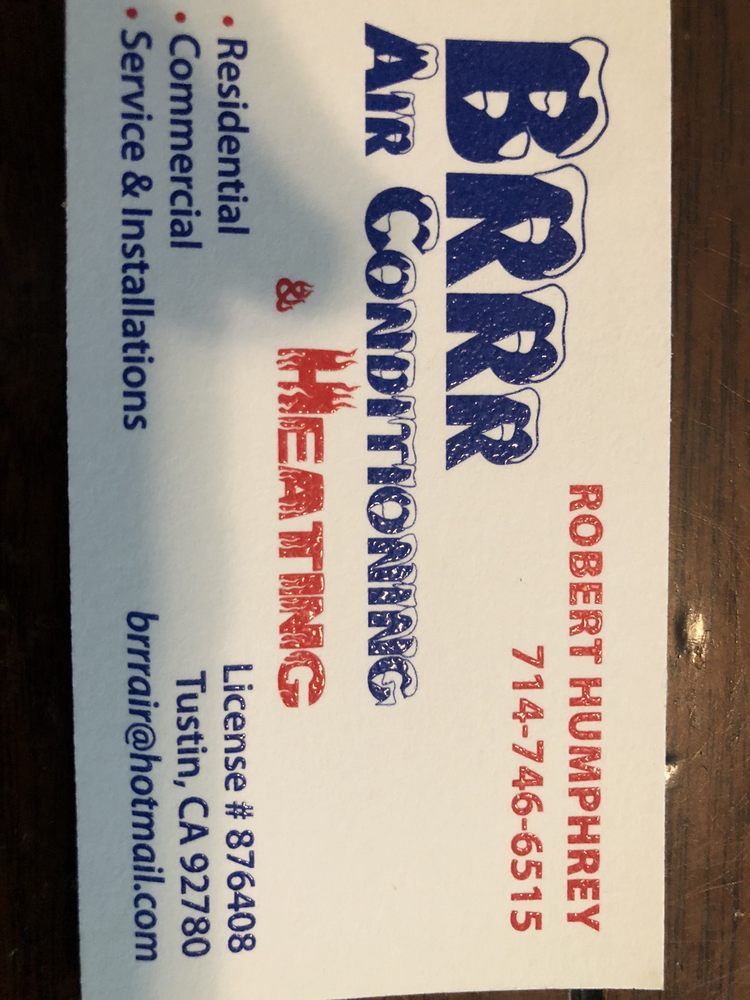 BRRR
ROBERT HUMPHREY
714-746-6515
AIR CONDITIONING
& HEATING
• Residential
• Commercial
• Service & Installations
License # 876408
Tustin, CA 92780
brrrair@hotmail.com